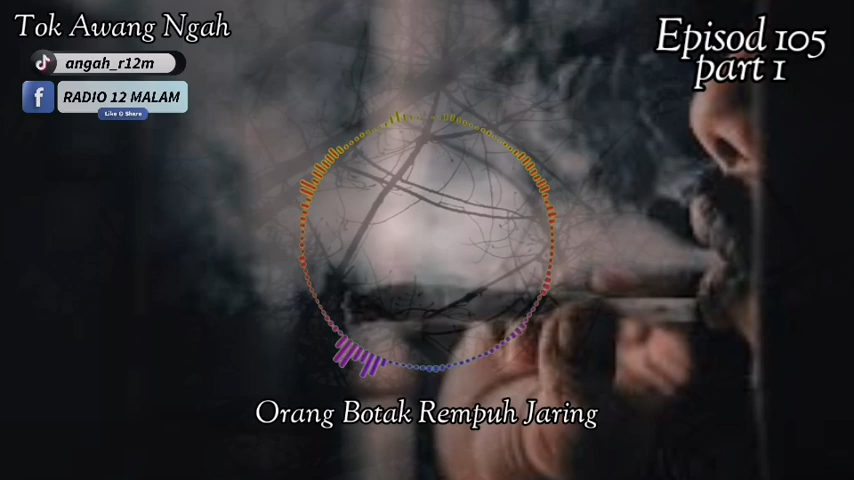 Tok Awang Ngah
angah_r12m
RADIO 12 MALAM
Like & Share
Episod 105
part 1
Orang Botak Rempuh Jaring